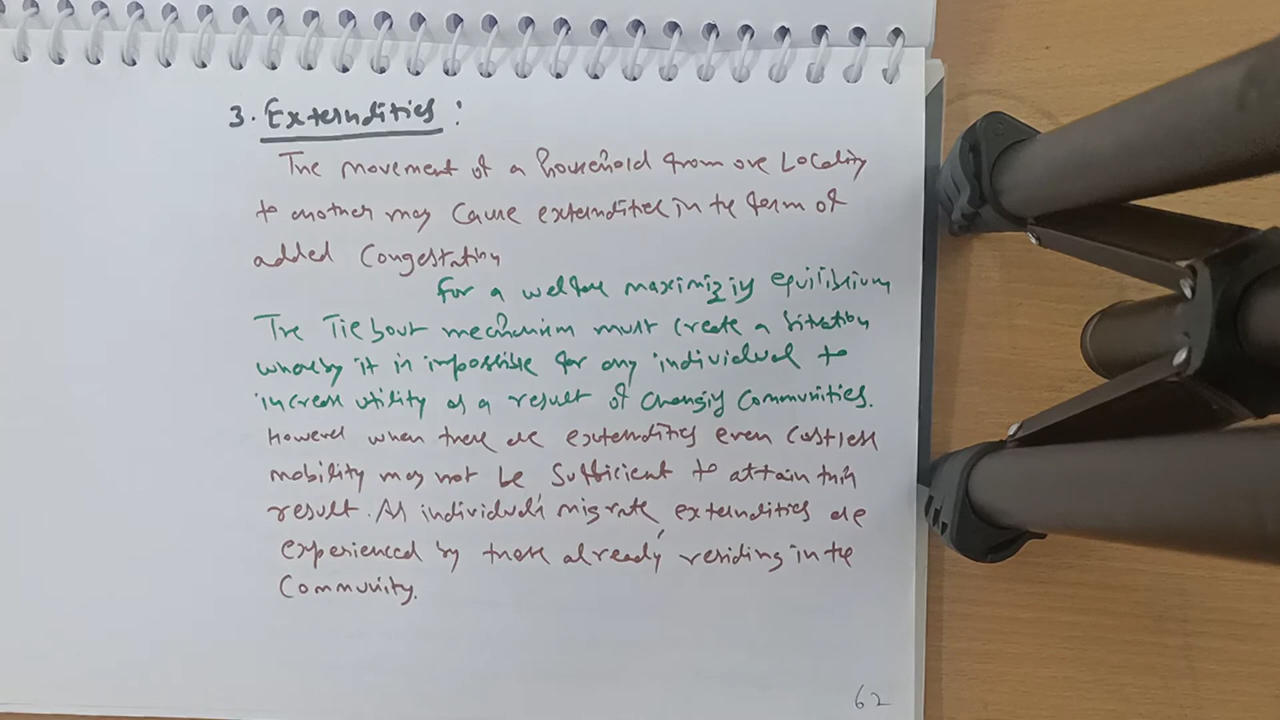 3. Externalities :
The movement of a household from one Locality
to another may Cause externalities in the form of
added Congestation
For a welfare maximizing equilibrium
The Tiebout mechanism must create a situation
whereby it is impossible for any individual to
increase utility as a result of changing Communities.
However when there are externalities even costless
mobility may not be Sufficient to attain this
result. As individuals migrate externalities are
experienced by those already residing in the
Community.
62